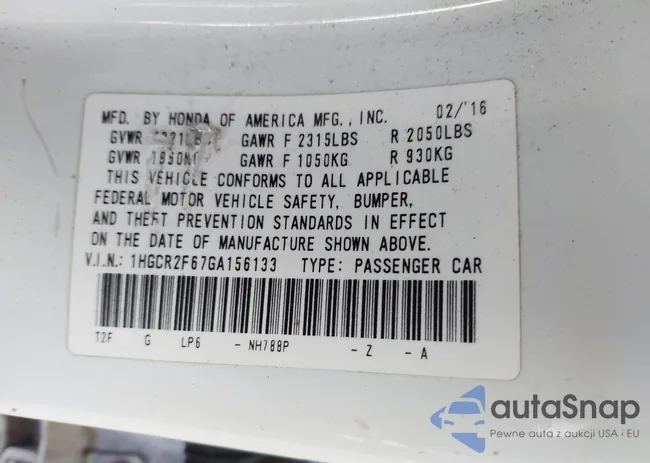 MFD. BY HONDA OF AMERICA MFG., INC. 02/'16
GVWR GAWR F 2315LBS R 2050LBS
GVWR GAWR F 1050KG R 930KG
THIS VEHICLE CONFORMS TO ALL APPLICABLE
FEDERAL MOTOR VEHICLE SAFETY, BUMPER,
AND THEFT PREVENTION STANDARDS IN EFFECT
ON THE DATE OF MANUFACTURE SHOWN ABOVE.
V.I.N.: 1HGCR2F67GA156133 TYPE: PASSENGER CAR
T2F G LP6 - NH788P - Z - A
autaSnap
Pewne auta z aukcji USA i EU